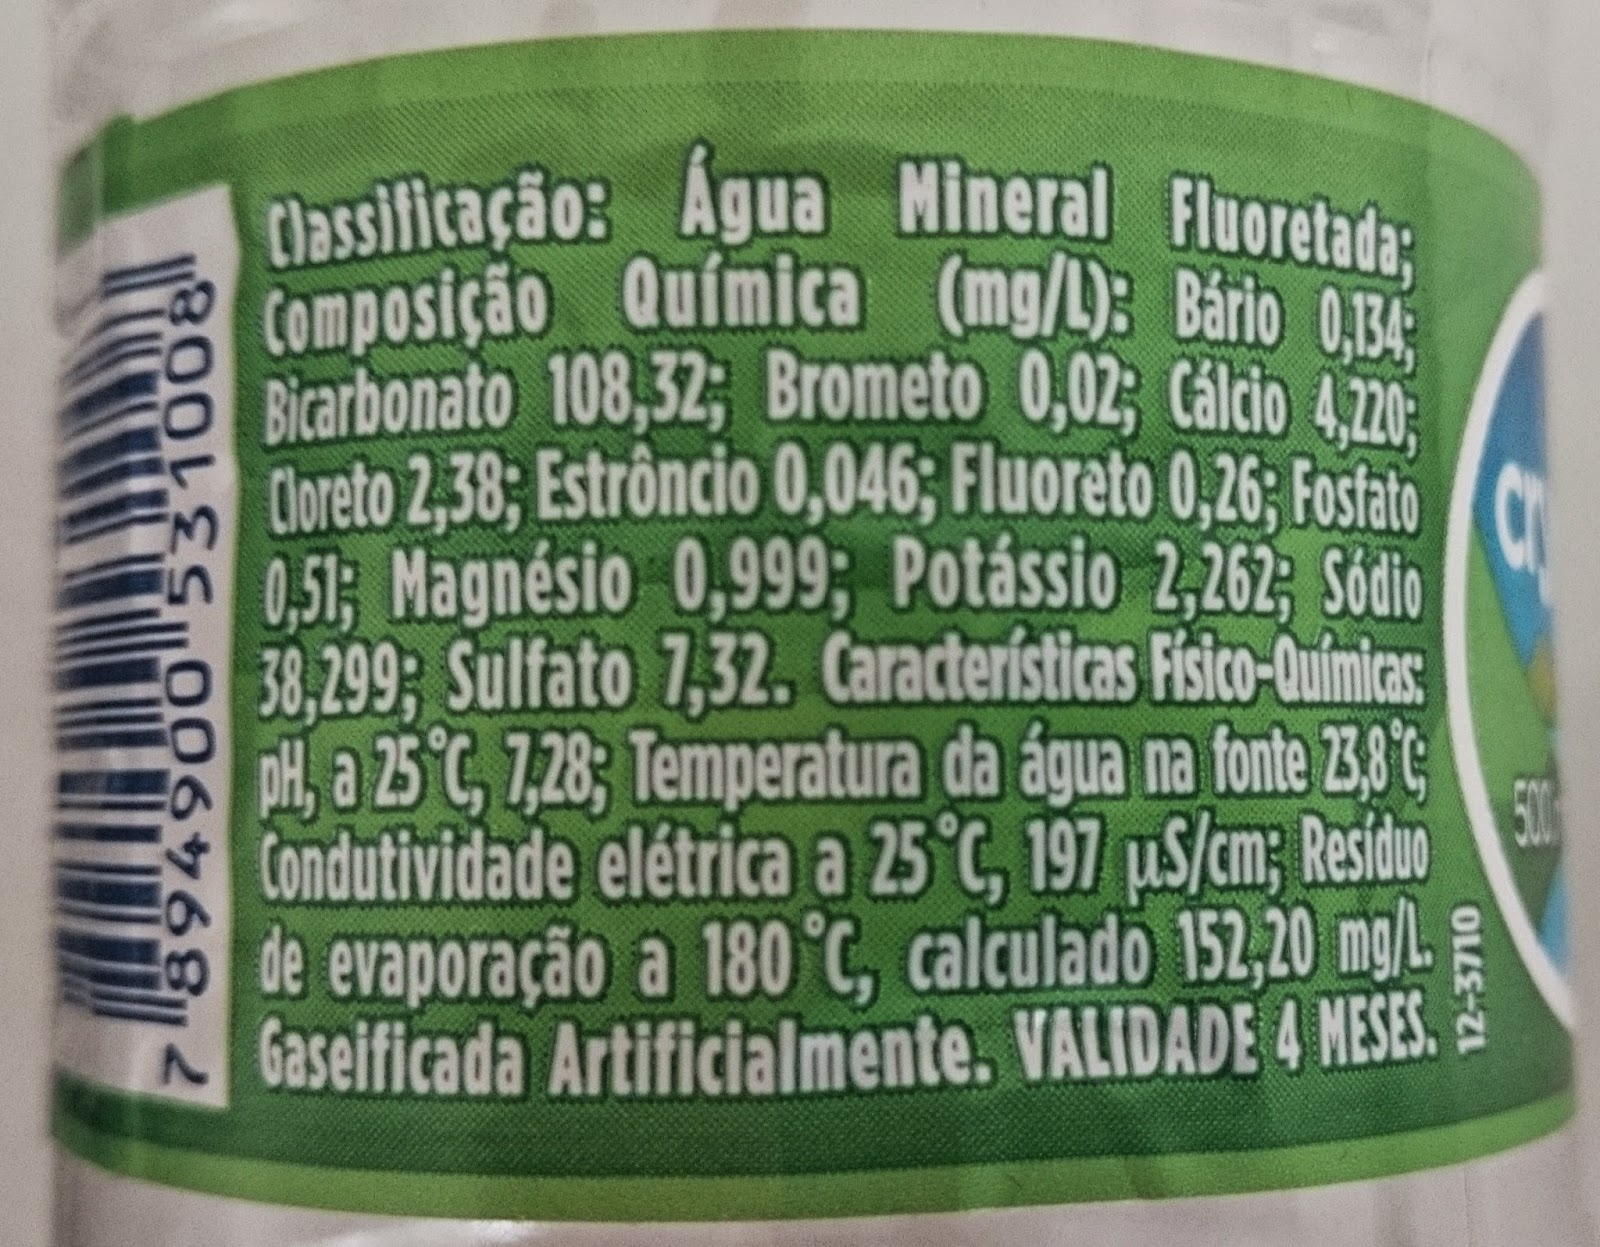 Classificação: Água Mineral Fluoretada;
Composição Química (mg/L): Bário 0,134;
Bicarbonato 108,32; Brometo 0,02; Cálcio 4,220;
Cloreto 2,38; Estrôncio 0,046; Fluoreto 0,26; Fosfato
0,51; Magnésio 0,999; Potássio 2,262; Sódio
38,299; Sulfato 7,32. Características Físico-Químicas:
pH, a 25°C, 7,28; Temperatura da água na fonte 23,8°C;
Condutividade elétrica a 25°C, 197 µS/cm; Resíduo
de evaporação a 180°C, calculado 152,20 mg/L.
Gaseificada Artificialmente. VALIDADE 4 MESES.
7 894900 531008
12-3710
500